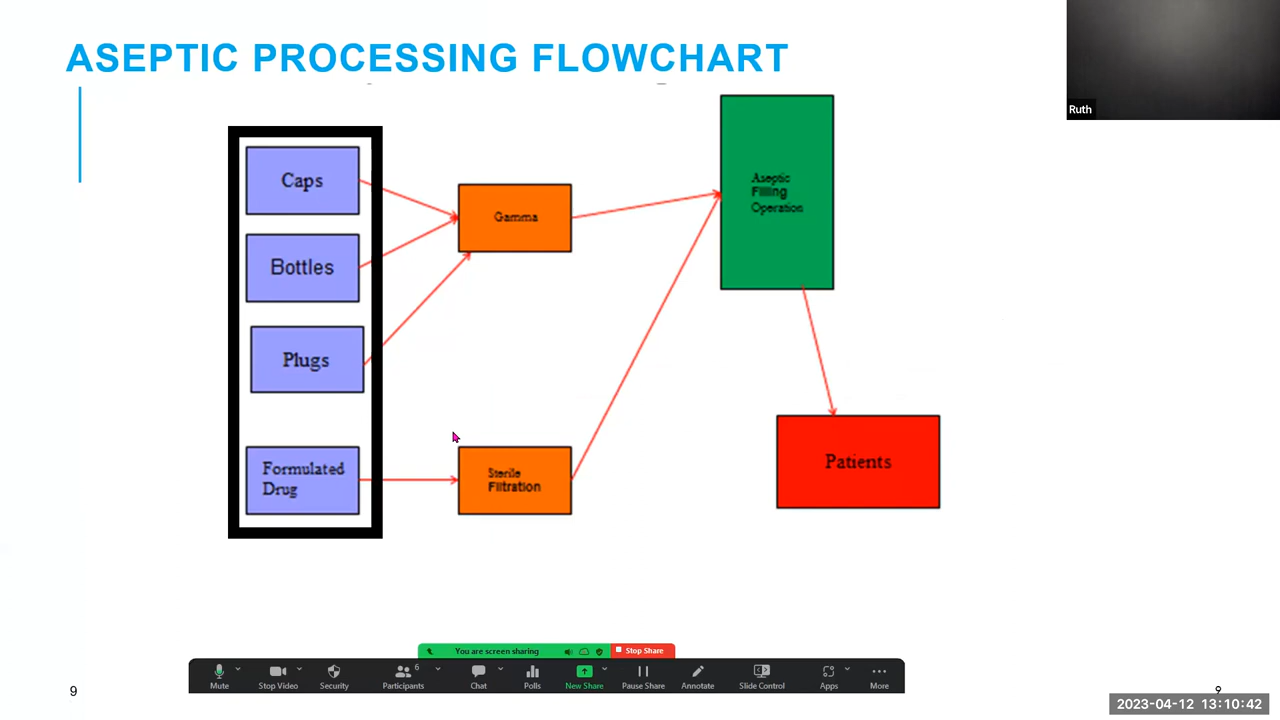 ASEPTIC PROCESSING FLOWCHART
Ruth
Caps
Bottles
Plugs
Formulated
Drug
Gamma
Sterile
Filtration
Aseptic
Filling
Operation
Patients
You are screen sharing
Stop Share
Mute
Stop Video
Security
Participants
6
Chat
Polls
New Share
Pause Share
Annotate
Slide Control
Apps
More
9
9
2023-04-12 13:10:42